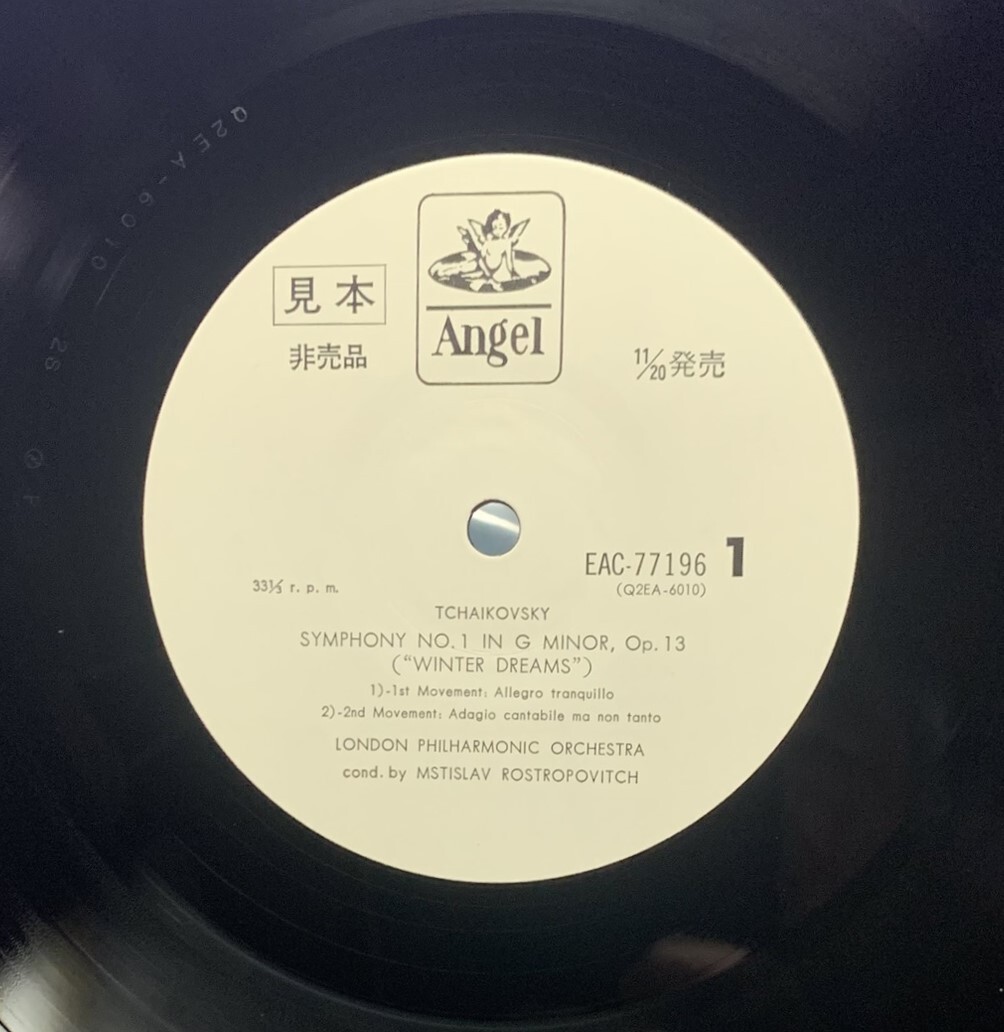 Q2EA-6010
2S
見本
非売品
Angel
11/20発売
33⅓ r. p. m.
EAC-77196 1
(Q2EA-6010)
TCHAIKOVSKY
SYMPHONY NO. 1 IN G MINOR, Op. 13
("WINTER DREAMS")
1)-1st Movement: Allegro tranquillo
2)-2nd Movement: Adagio cantabile ma non tanto
LONDON PHILHARMONIC ORCHESTRA
cond. by MSTISLAV ROSTROPOVITCH